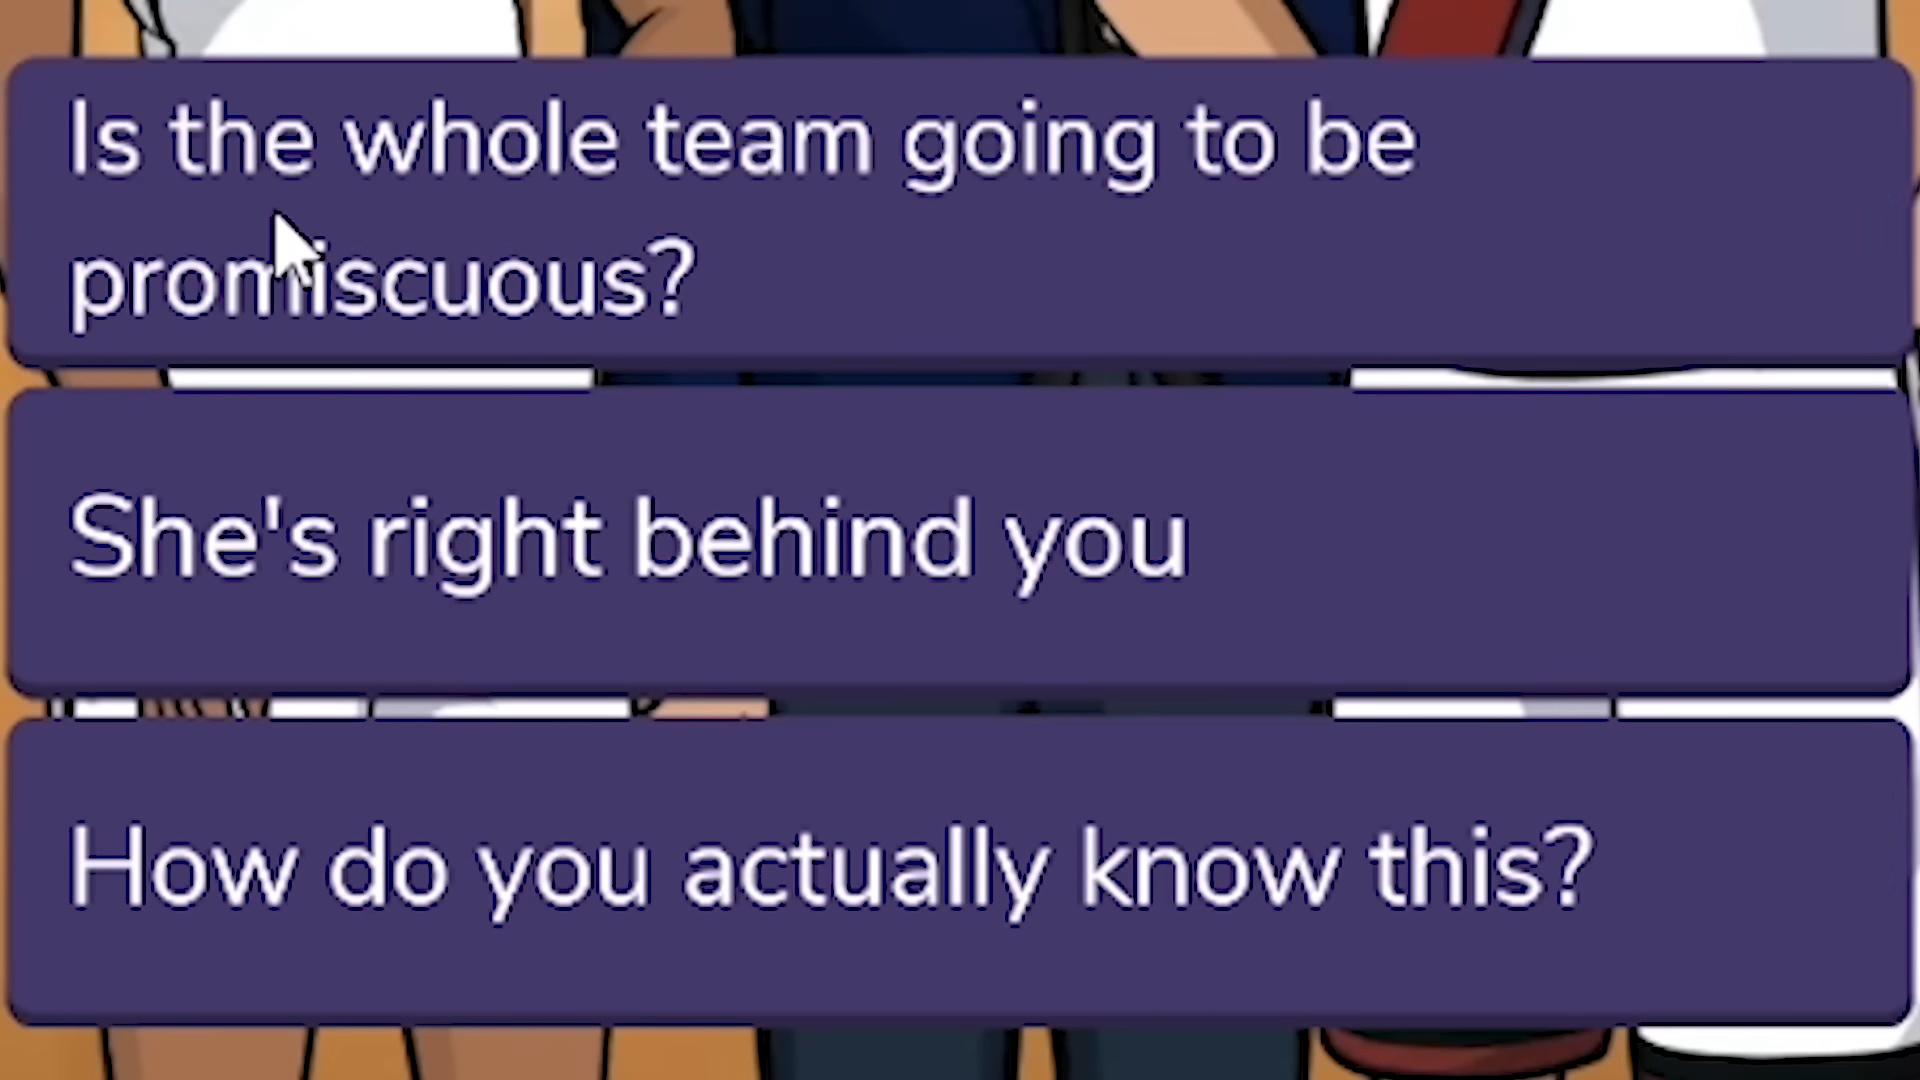 Is the whole team going to be
promiscuous?
She's right behind you
How do you actually know this?